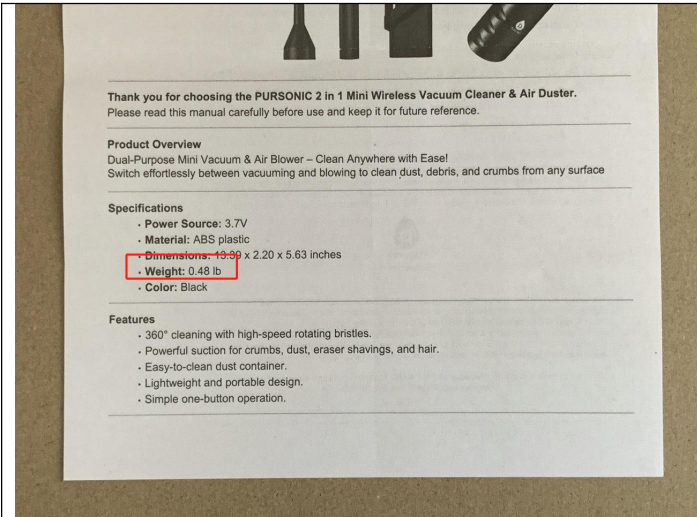 Thank you for choosing the PURSONIC 2 in 1 Mini Wireless Vacuum Cleaner & Air Duster.
Please read this manual carefully before use and keep it for future reference.
Product Overview
Dual-Purpose Mini Vacuum & Air Blower – Clean Anywhere with Ease!
Switch effortlessly between vacuuming and blowing to clean dust, debris, and crumbs from any surface
Specifications
• Power Source: 3.7V
• Material: ABS plastic
• Dimensions: 13.39 x 2.20 x 5.63 inches
• Weight: 0.48 lb
• Color: Black
Features
• 360° cleaning with high-speed rotating bristles.
• Powerful suction for crumbs, dust, eraser shavings, and hair.
• Easy-to-clean dust container.
• Lightweight and portable design.
• Simple one-button operation.